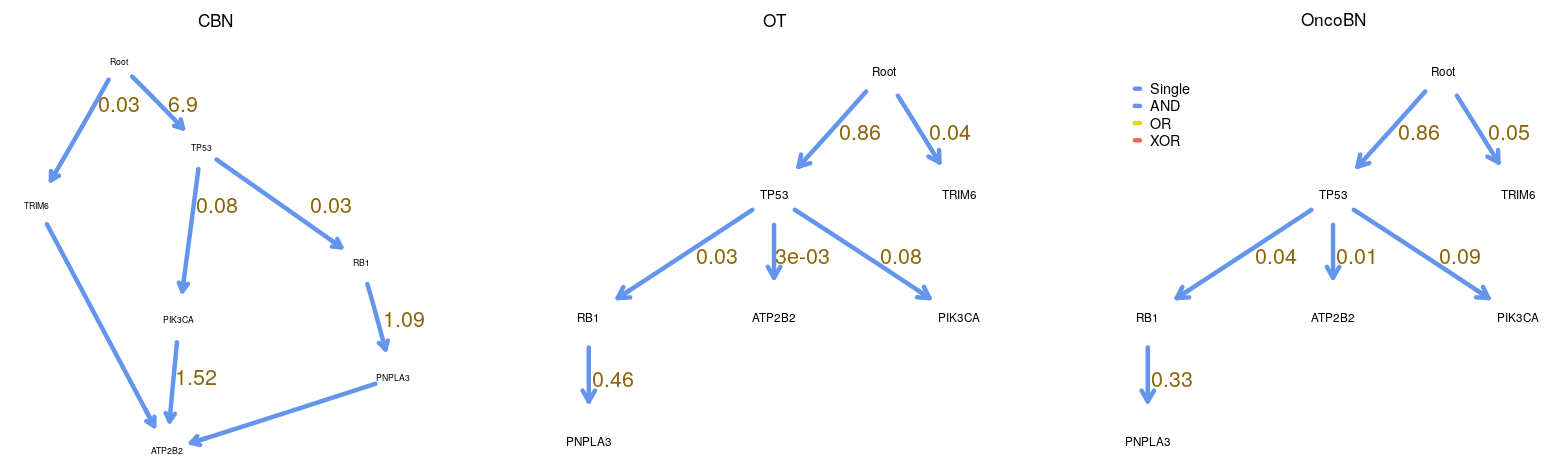 CBN
Root
0.03
6.9
TP53
TRIM6
0.08
0.03
RB1
PIK3CA
1.09
1.52
PNPLA3
ATP2B2
OT
Root
0.86
0.04
TP53
TRIM6
0.03
3e-03
0.08
RB1
ATP2B2
PIK3CA
0.46
PNPLA3
OncoBN
Single
AND
OR
XOR
Root
0.86
0.05
TP53
TRIM6
0.04
0.01
0.09
RB1
ATP2B2
PIK3CA
0.33
PNPLA3